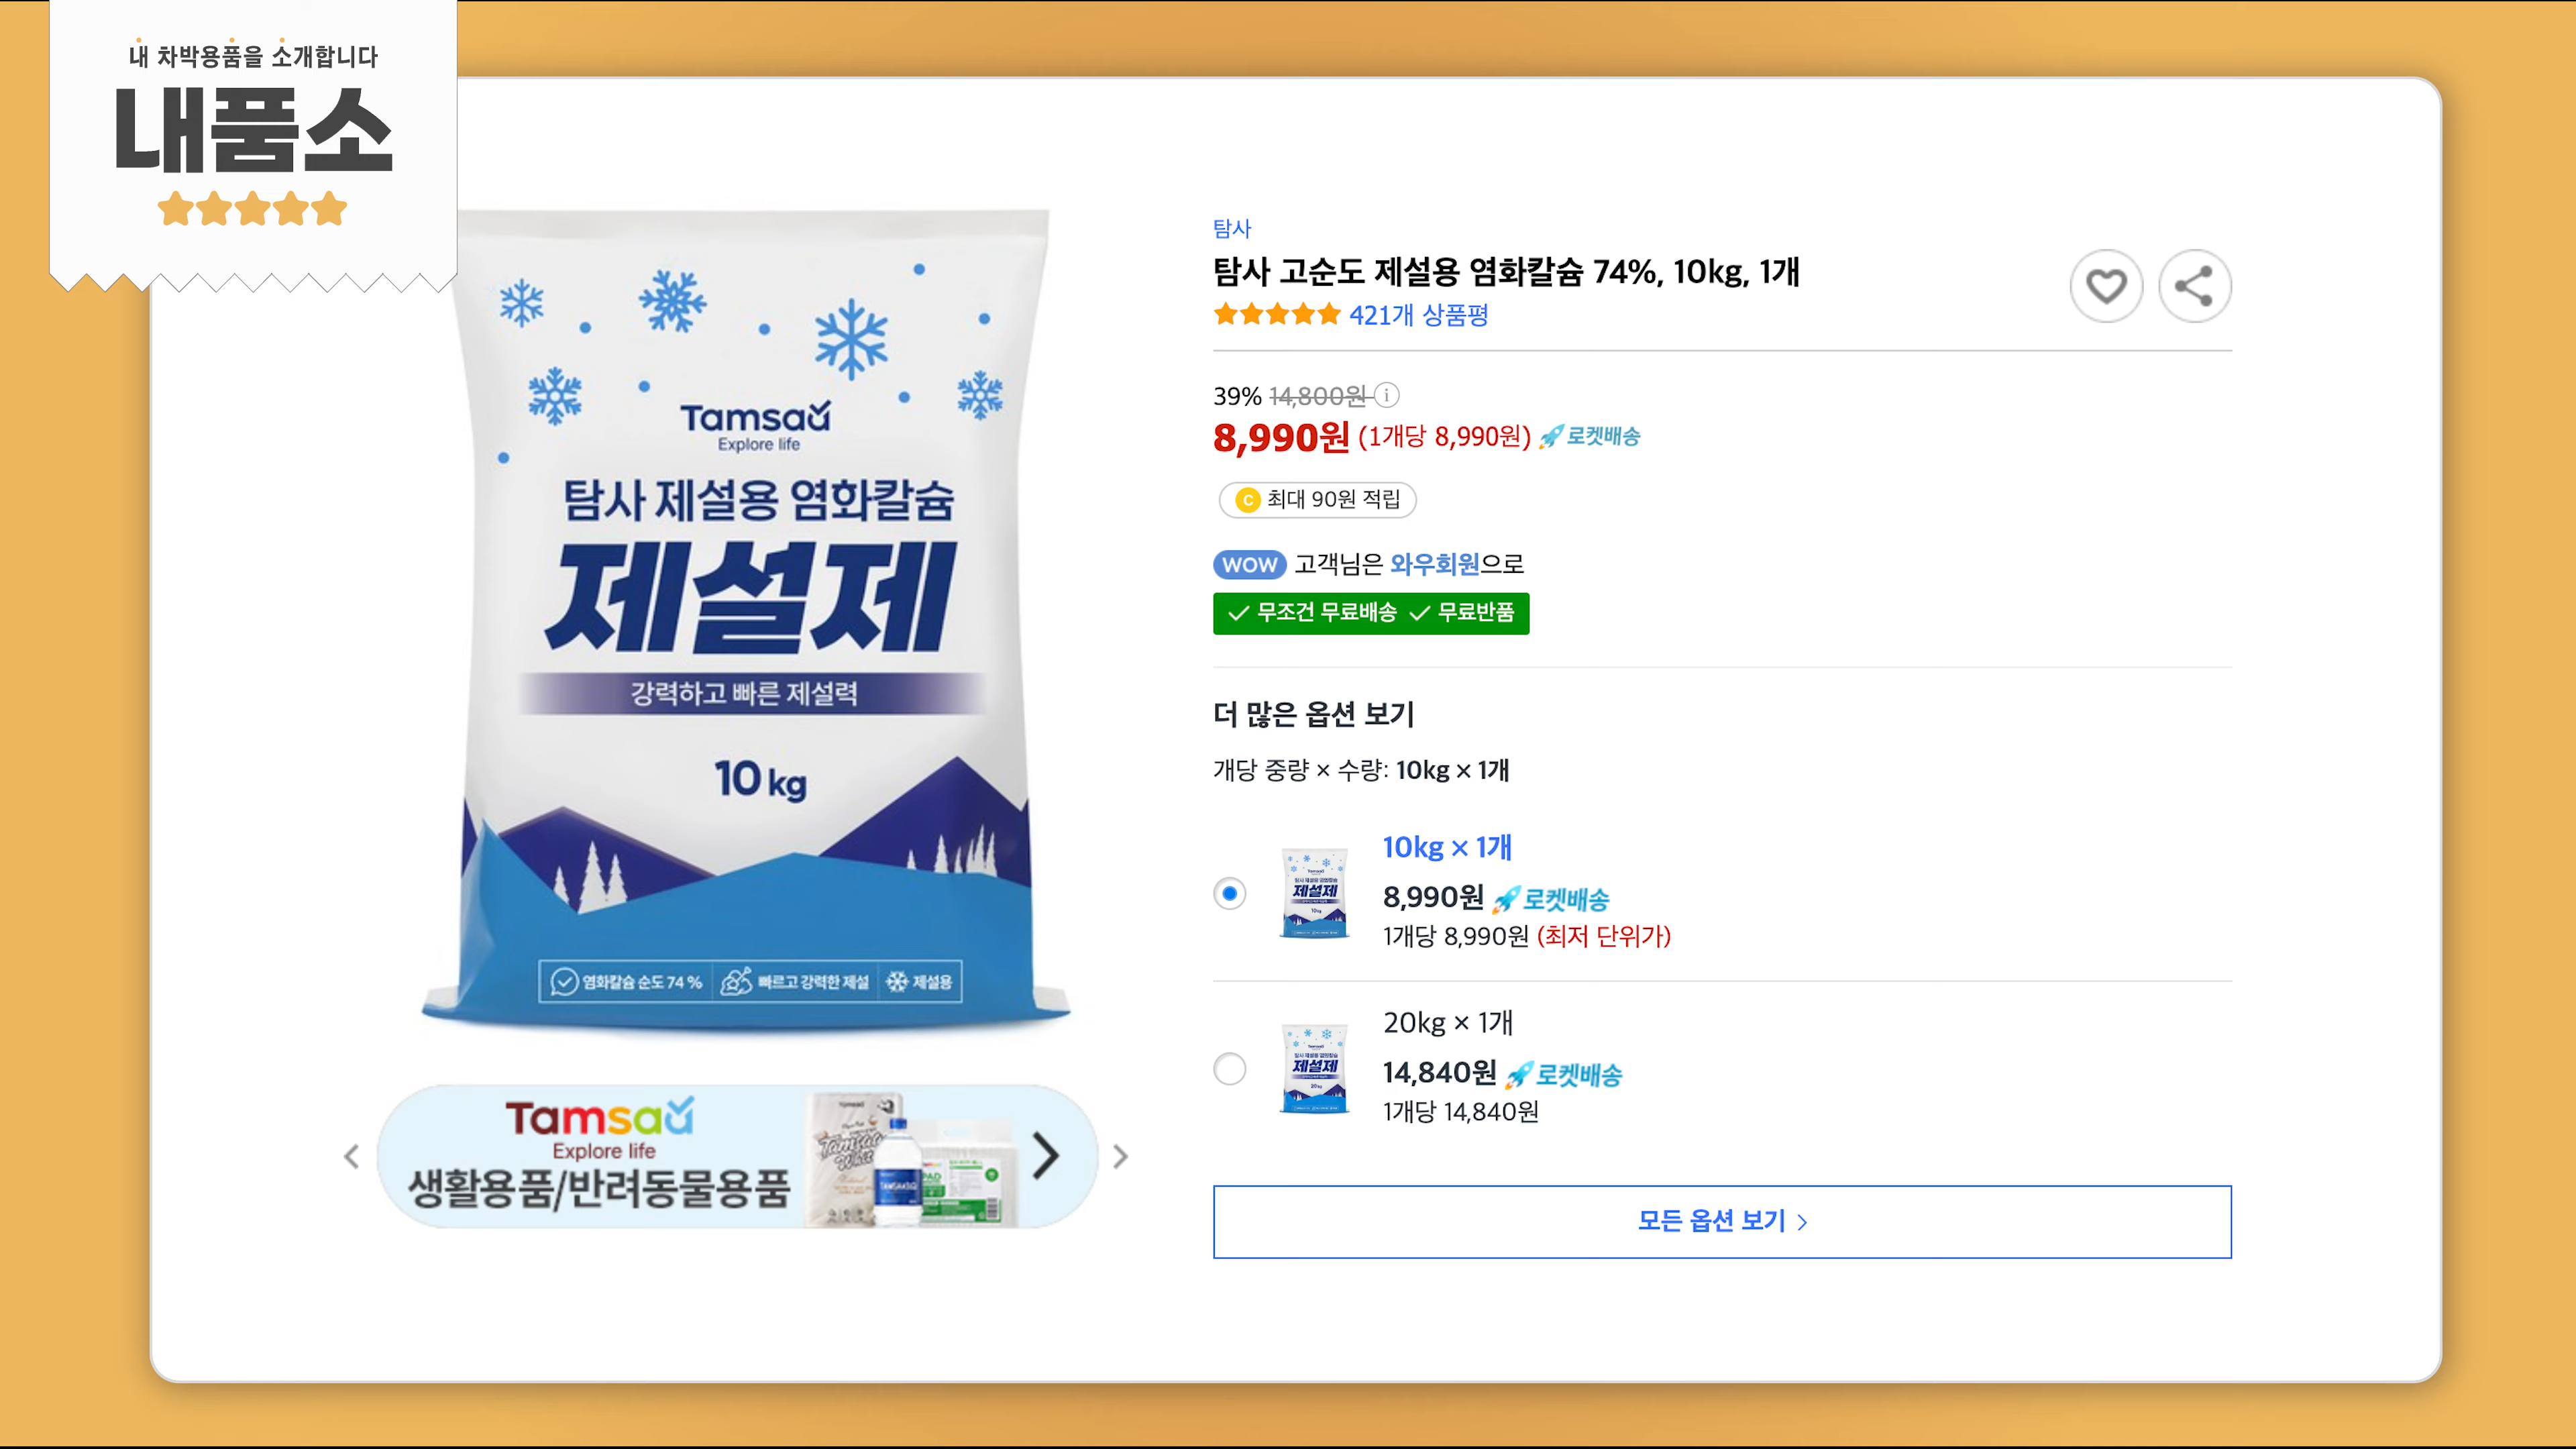 내 차박용품을 소개합니다
내품소
Tamsaa
Explore life
탐사 제설용 염화칼슘
제설제
강력하고 빠른 제설력
10 kg
염화칼슘 순도 74 %
빠르고 강력한 제설
제설용
Tamsaa
Explore life
생활용품/반려동물용품
탐사
탐사 고순도 제설용 염화칼슘 74%, 10kg, 1개
421개 상품평
39% 14,800원
8,990원 (1개당 8,990원) 로켓배송
C 최대 90원 적립
WOW 고객님은 와우회원으로
무조건 무료배송 무료반품
더 많은 옵션 보기
개당 중량 × 수량: 10kg × 1개
제설제
10kg × 1개
8,990원 로켓배송
1개당 8,990원 (최저 단위가)
제설제
20kg × 1개
14,840원 로켓배송
1개당 14,840원
모든 옵션 보기 >